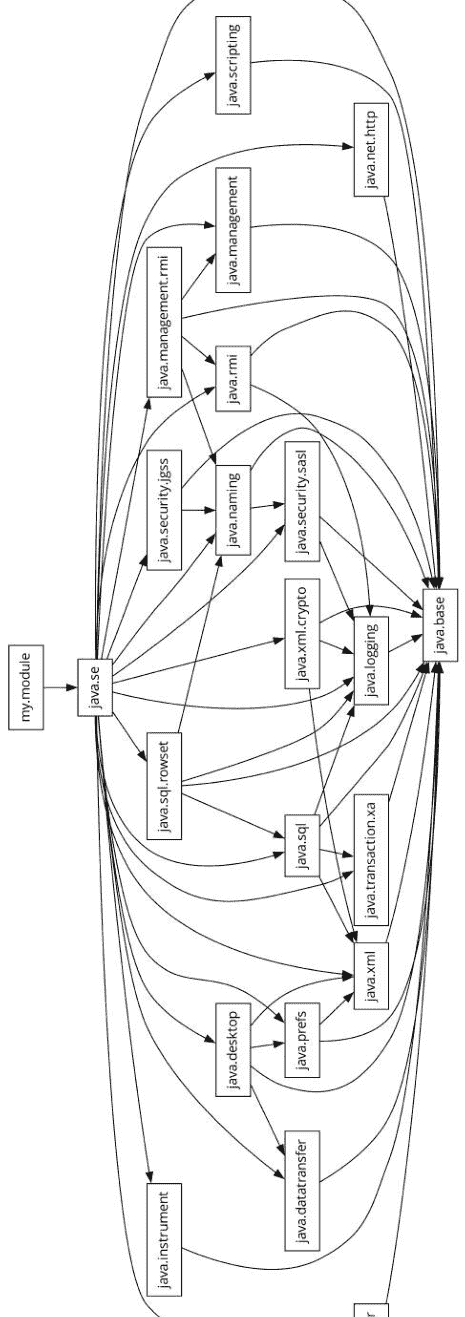 my.module
java.se
java.instrument
java.sql.rowset
java.security.jgss
java.management.rmi
java.desktop
java.naming
java.rmi
java.management
java.scripting
java.datatransfer
java.prefs
java.sql
java.xml.crypto
java.security.sasl
java.xml
java.transaction.xa
java.logging
java.net.http
java.base